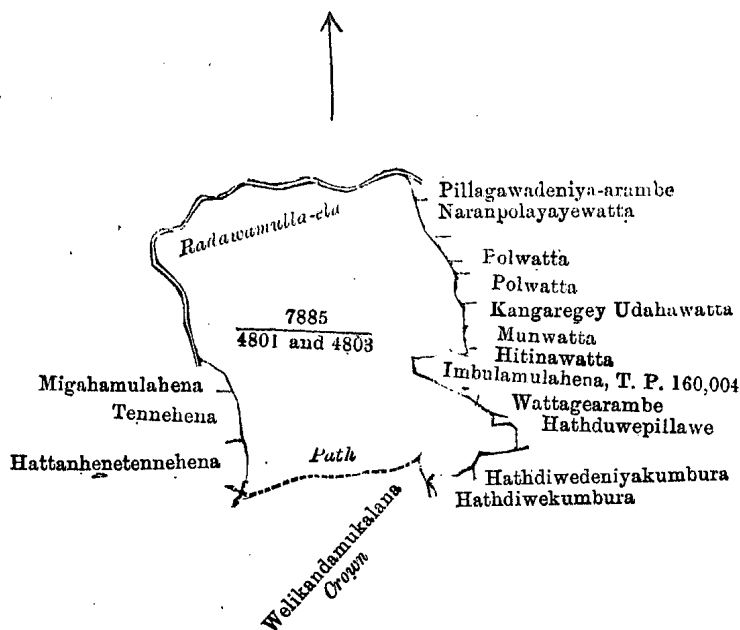 Pillagawadeniya-arambe
Naranpolayayewatta
Radawamulla-ela
Polwatta
Polwatta
Kangaregey Udahawatta
7885
4801 and 4803
Munwatta
Hitinawatta
Imbulamulahena, T. P. 160,004
Migahamulahena
Wattagearambe
Tennehena
Hathduwepillawe
Path
Hattanhenetennehena
Hathdiwedeniyakumbura
Hathdiwekumbura
Welikandamukalana
Crown